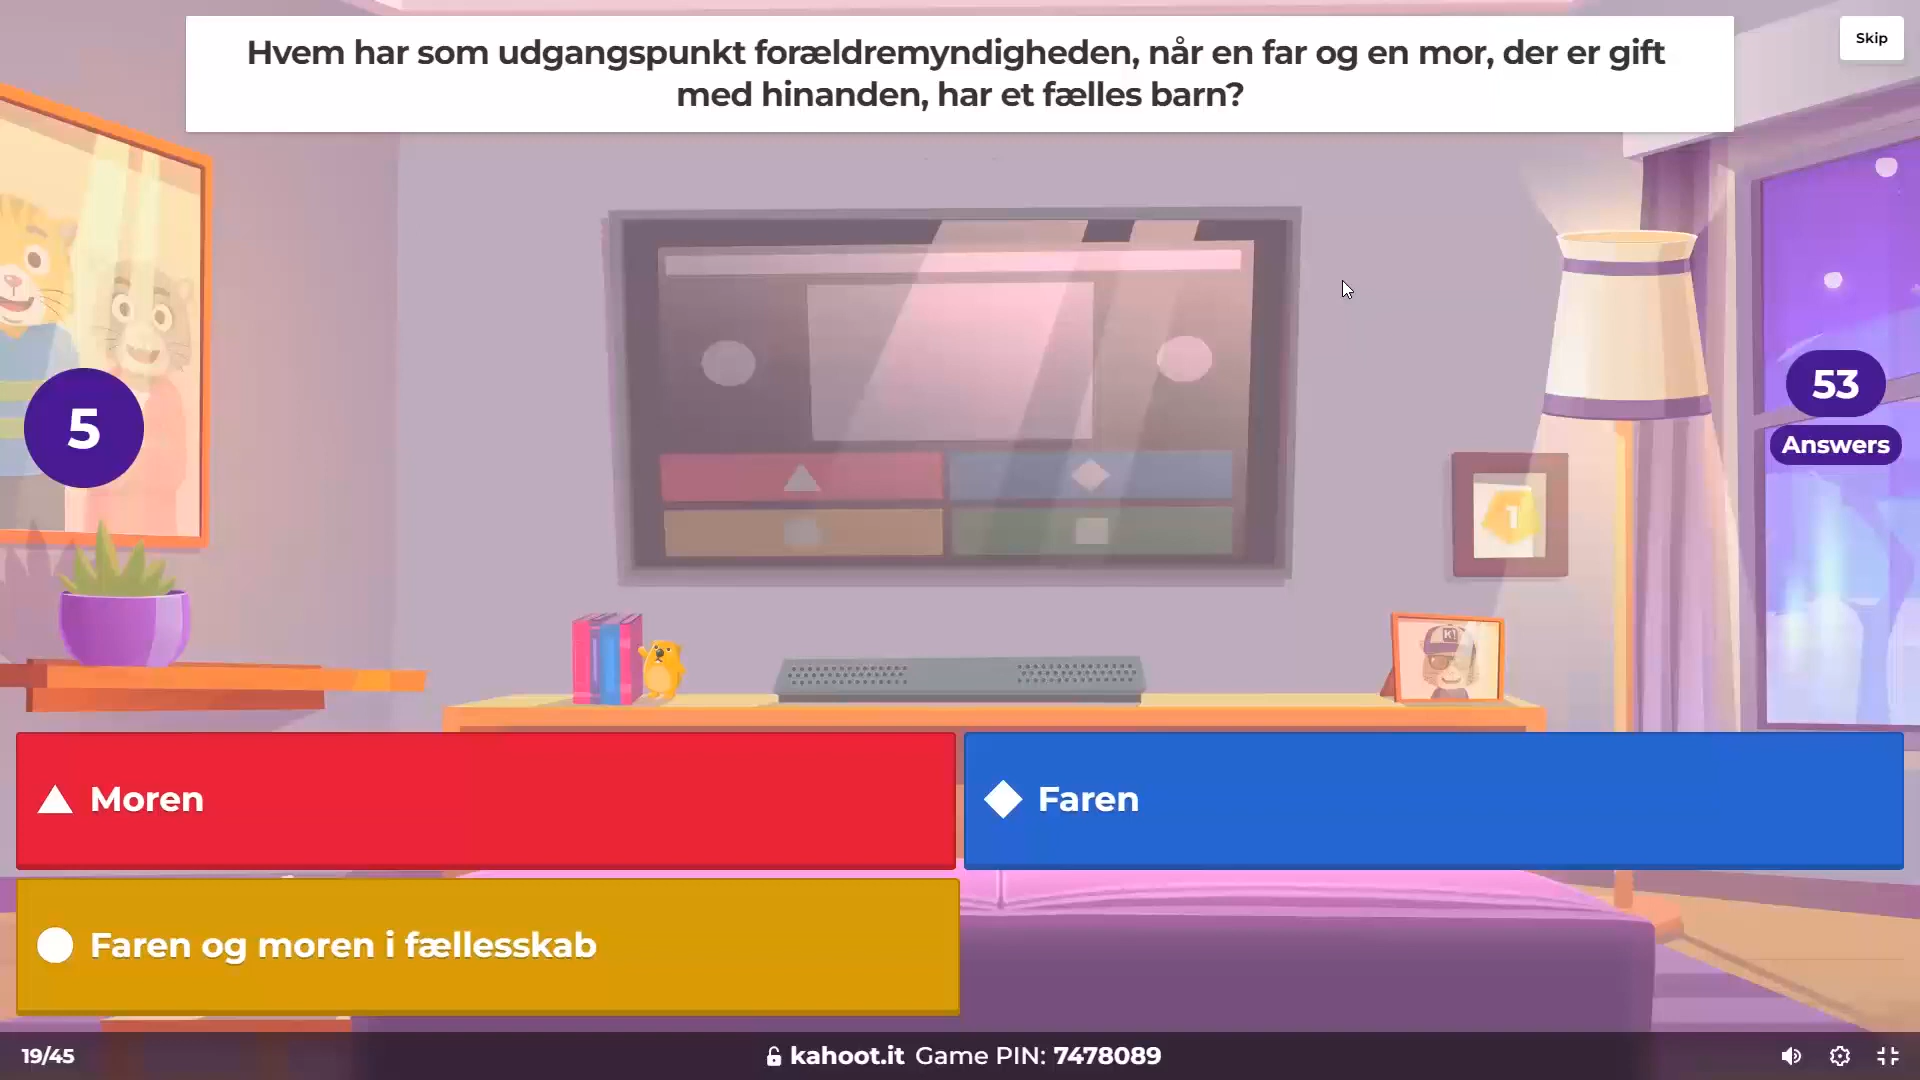 Hvem har som udgangspunkt forældremyndigheden, når en far og en mor, der er gift
med hinanden, har et fælles barn?
Skip
5
53
Answers
1
K!
Moren
Faren
Faren og moren i fællesskab
19/45
kahoot.it Game PIN: 7478089